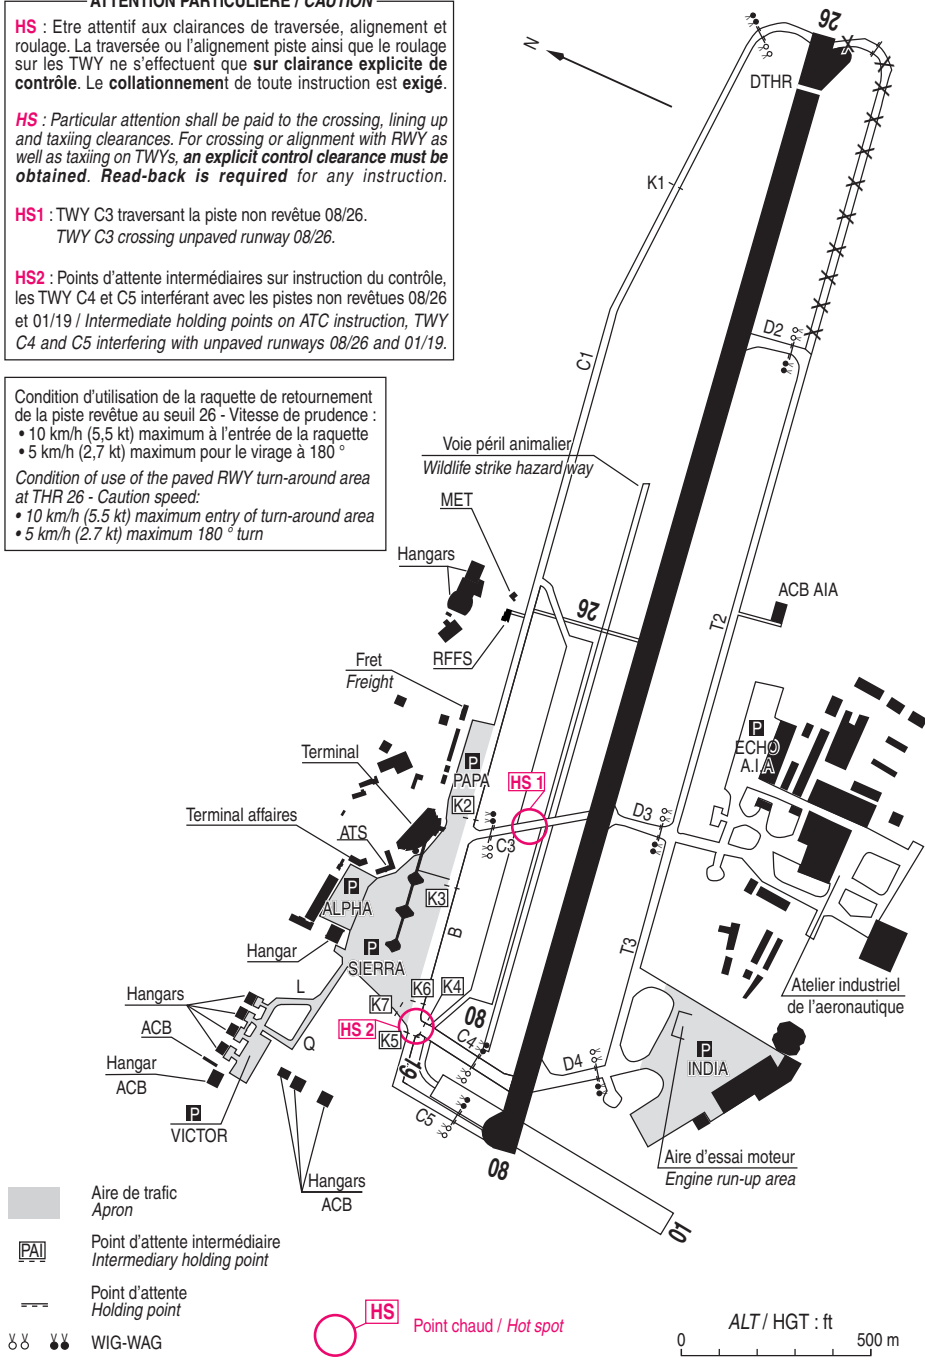 ATTENTION PARTICULIERE / CAUTION
HS : Etre attentif aux clairances de traversée, alignement et
roulage. La traversée ou l'alignement piste ainsi que le roulage
sur les TWY ne s'effectuent que sur clairance explicite de
contrôle. Le collationnement de toute instruction est exigé.
HS : Particular attention shall be paid to the crossing, lining up
and taxiing clearances. For crossing or alignment with RWY as
well as taxiing on TWYs, an explicit control clearance must be
obtained. Read-back is required for any instruction.
HS1 : TWY C3 traversant la piste non revêtue 08/26.
TWY C3 crossing unpaved runway 08/26.
HS2 : Points d'attente intermédiaires sur instruction du contrôle,
les TWY C4 et C5 interférant avec les pistes non revêtues 08/26
et 01/19 / Intermediate holding points on ATC instruction, TWY
C4 and C5 interfering with unpaved runways 08/26 and 01/19.
Condition d'utilisation de la raquette de retournement
de la piste revêtue au seuil 26 - Vitesse de prudence :
• 10 km/h (5,5 kt) maximum à l'entrée de la raquette
• 5 km/h (2,7 kt) maximum pour le virage à 180 °
Condition of use of the paved RWY turn-around area
at THR 26 - Caution speed:
• 10 km/h (5.5 kt) maximum entry of turn-around area
• 5 km/h (2.7 kt) maximum 180 ° turn
N
26
DTHR
K1
D2
C1
Voie péril animalier
Wildlife strike hazard way
MET
Hangars
26
ACB AIA
T2
RFFS
Fret
Freight
P
ECHO
A.I.A
Terminal
P
PAPA
HS 1
K2
D3
Terminal affaires
ATS
C3
P
ALPHA
K3
B
Hangar
P
SIERRA
T3
L
K6
K4
Hangars
K7
08
Atelier industriel
de l'aeronautique
ACB
Q
HS 2
K5
C4
P
INDIA
D4
Hangar
ACB
19
C5
P
VICTOR
08
Aire d'essai moteur
Engine run-up area
Hangars
ACB
01
Aire de trafic
Apron
PAI
Point d'attente intermédiaire
Intermediary holding point
Point d'attente
Holding point
WIG-WAG
HS
Point chaud / Hot spot
ALT / HGT : ft
0
500 m